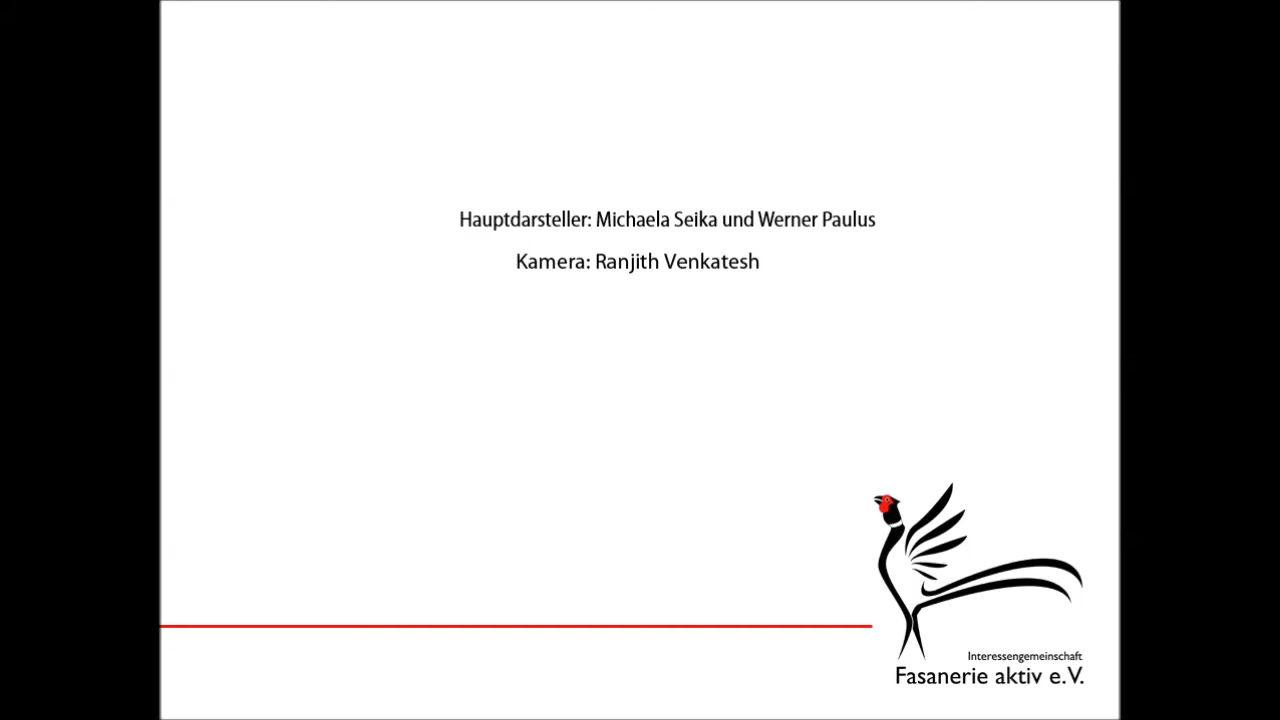 Hauptdarsteller: Michaela Seika und Werner Paulus
Kamera: Ranjith Venkatesh
Interessengemeinschaft
Fasanerie aktiv e.V.